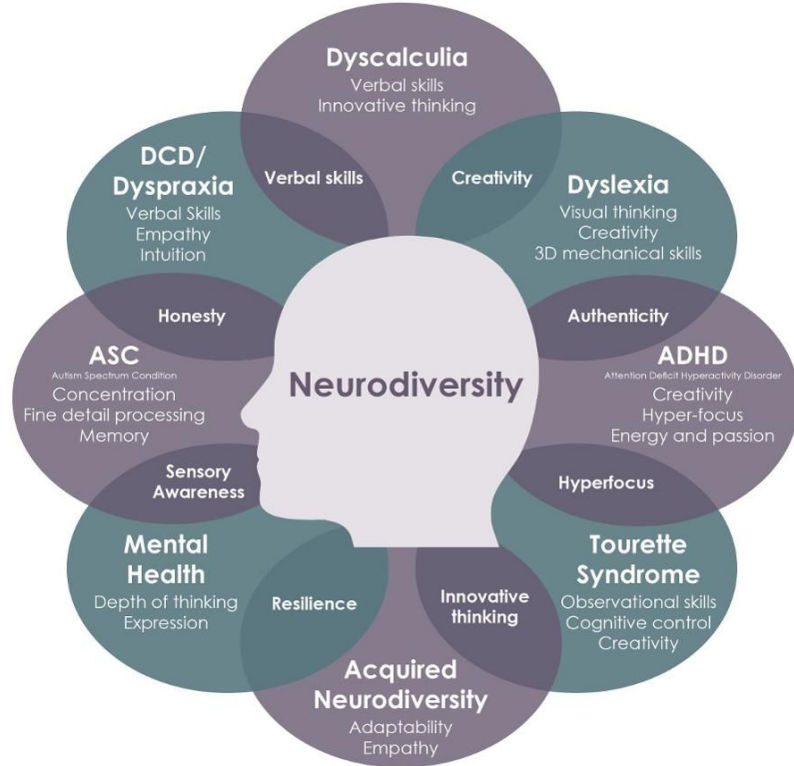 Dyscalculia
Verbal skills
Innovative thinking
Verbal skills
Creativity
DCD/
Dyspraxia
Verbal Skills
Empathy
Intuition
Dyslexia
Visual thinking
Creativity
3D mechanical skills
Honesty
Authenticity
ASC
Autism Spectrum Condition
Concentration
Fine detail processing
Memory
Neurodiversity
ADHD
Attention Deficit Hyperactivity Disorder
Creativity
Hyper-focus
Energy and passion
Sensory
Awareness
Hyperfocus
Mental
Health
Depth of thinking
Expression
Resilience
Innovative
thinking
Tourette
Syndrome
Observational skills
Cognitive control
Creativity
Acquired
Neurodiversity
Adaptability
Empathy